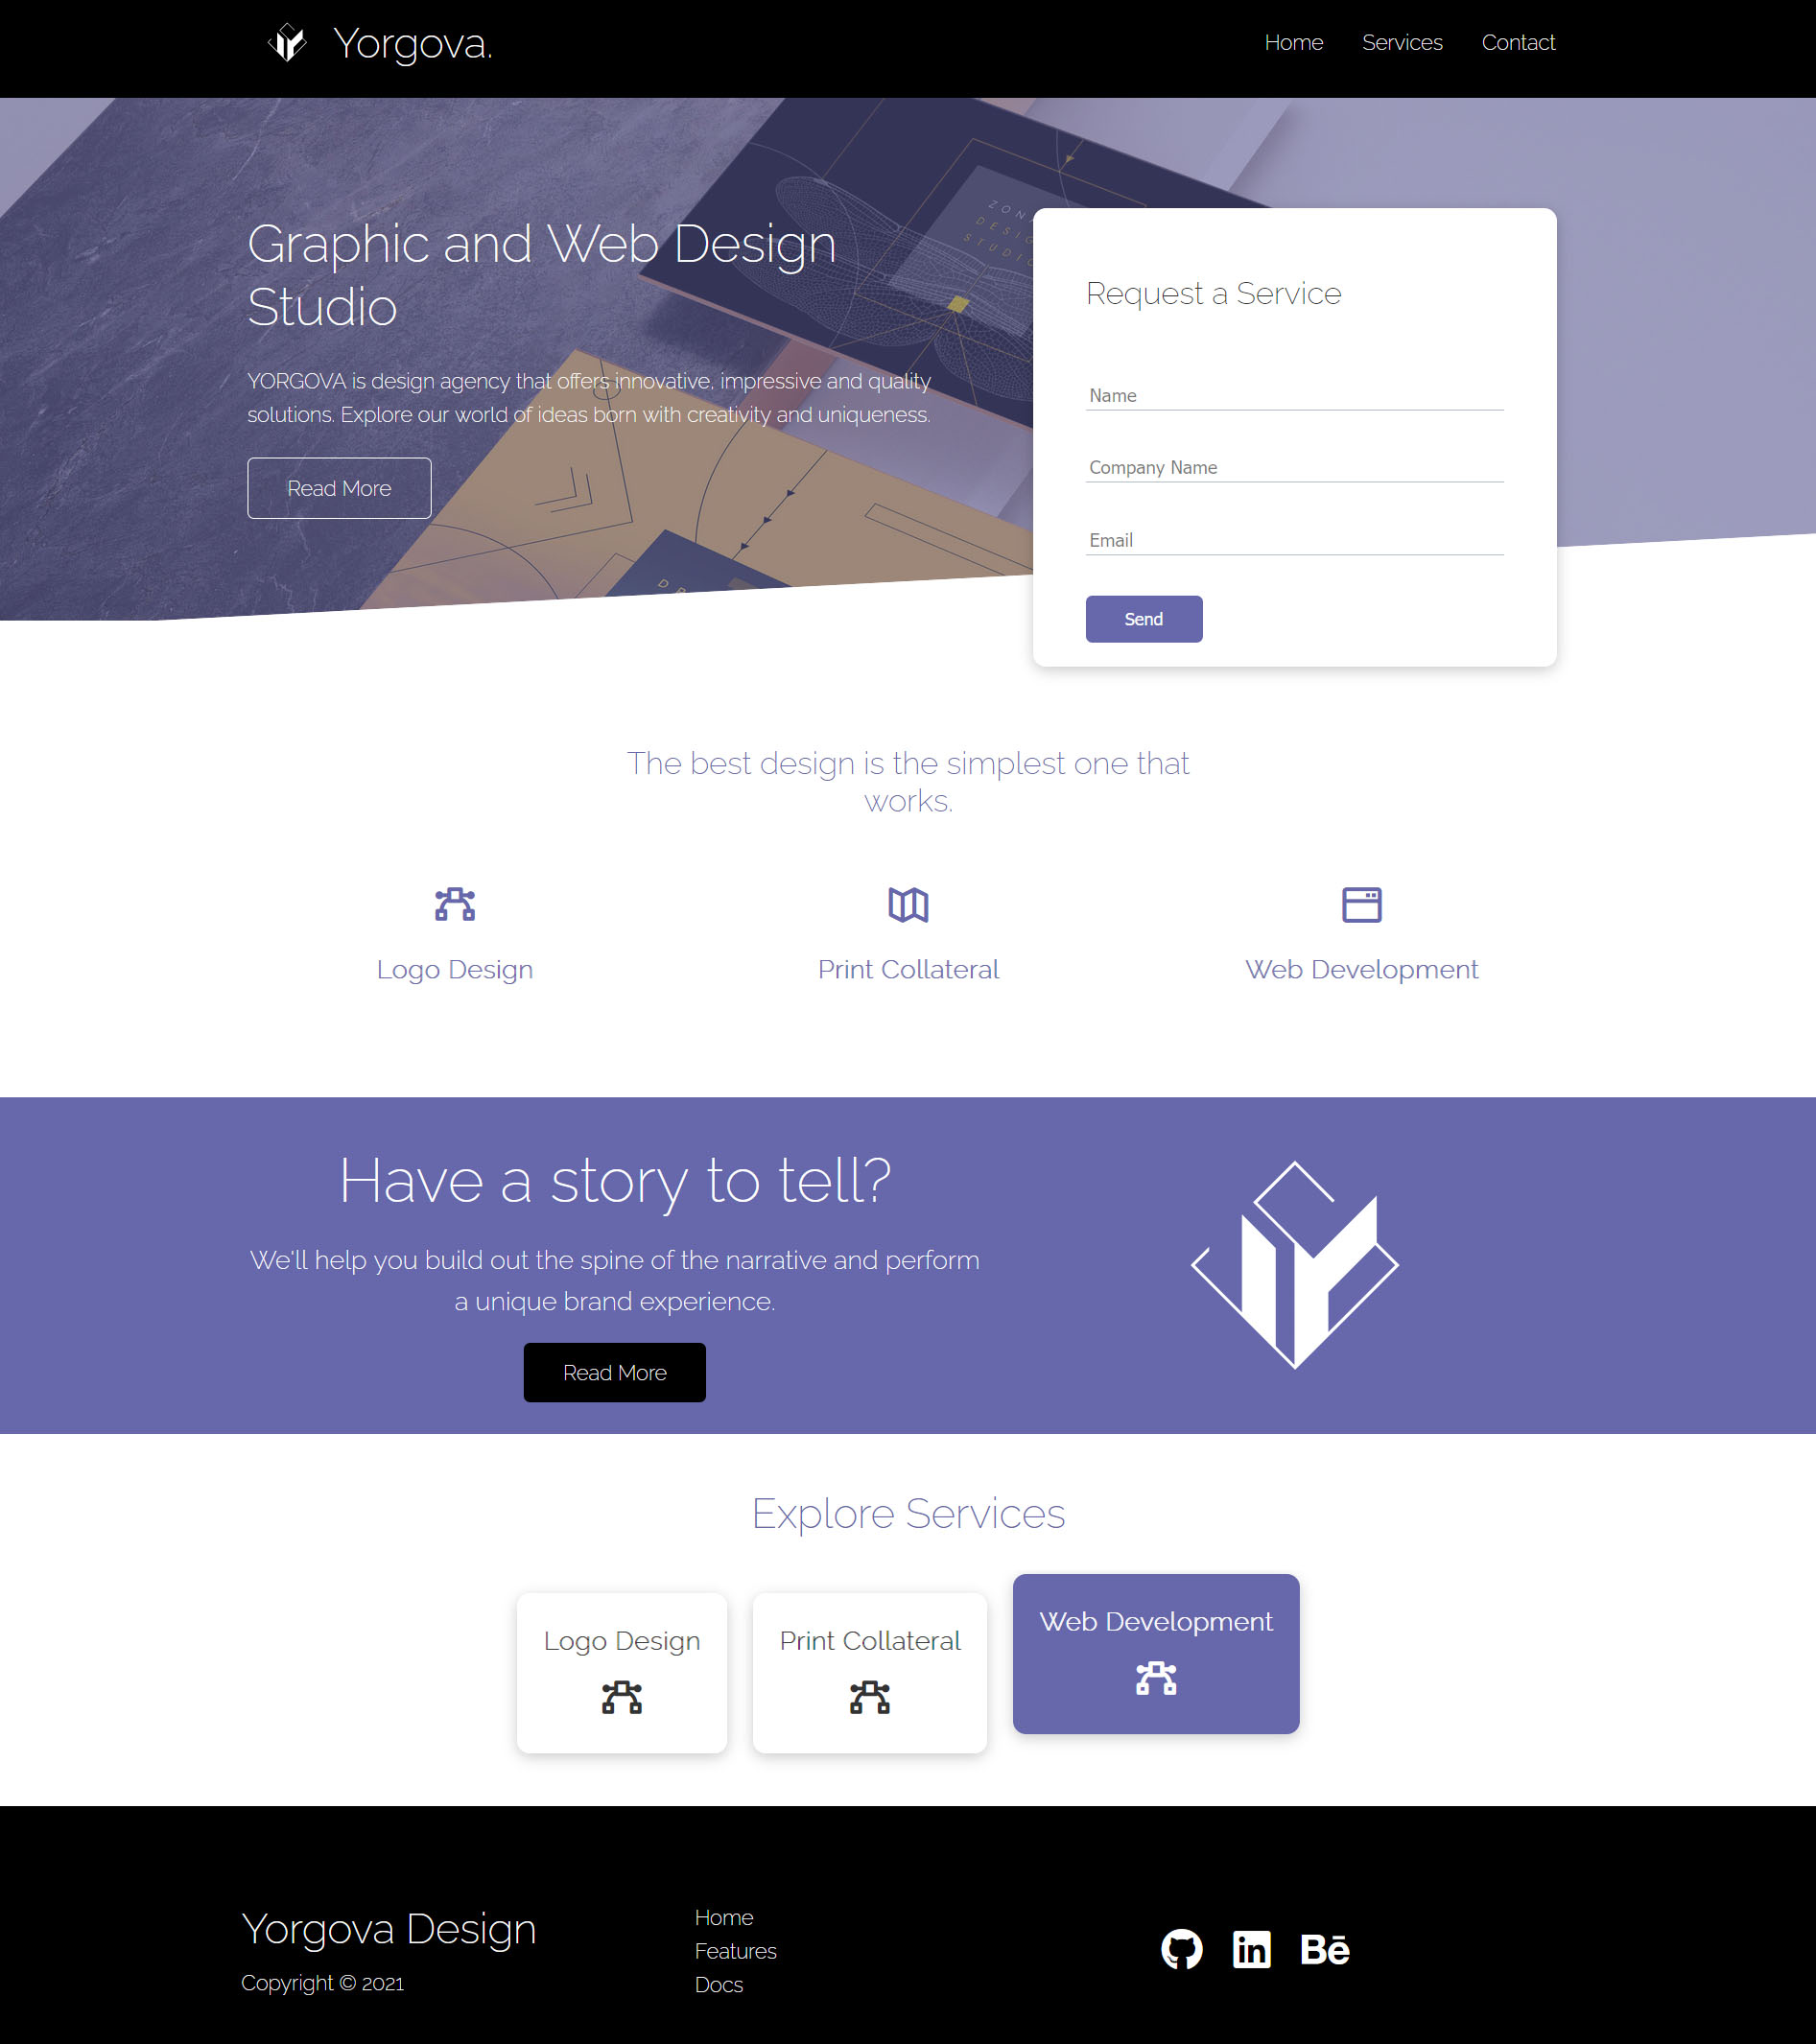 Yorgova.
Home
Services
Contact
Graphic and Web Design
Studio
YORGOVA is design agency that offers innovative, impressive and quality
solutions. Explore our world of ideas born with creativity and uniqueness.
Read More
Request a Service
Name
Company Name
Email
Send
The best design is the simplest one that
works.
Logo Design
Print Collateral
Web Development
Have a story to tell?
We'll help you build out the spine of the narrative and perform
a unique brand experience.
Read More
Explore Services
Logo Design
Print Collateral
Web Development
Yorgova Design
Copyright © 2021
Home
Features
Docs
in
Bē